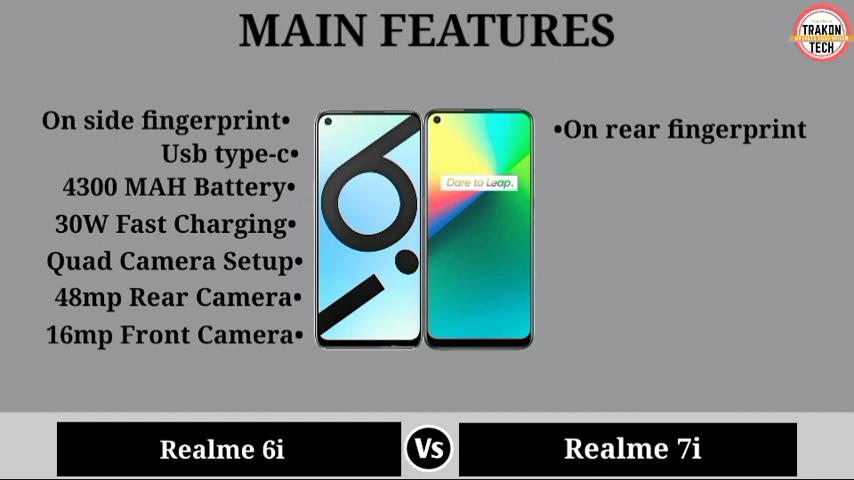 MAIN FEATURES
TRAKON
TECH
On side fingerprint•
Usb type-c•
4300 MAH Battery•
30W Fast Charging•
Quad Camera Setup•
48mp Rear Camera•
16mp Front Camera•
6i
Dare to Leap.
•On rear fingerprint
Realme 6i
Vs
Realme 7i